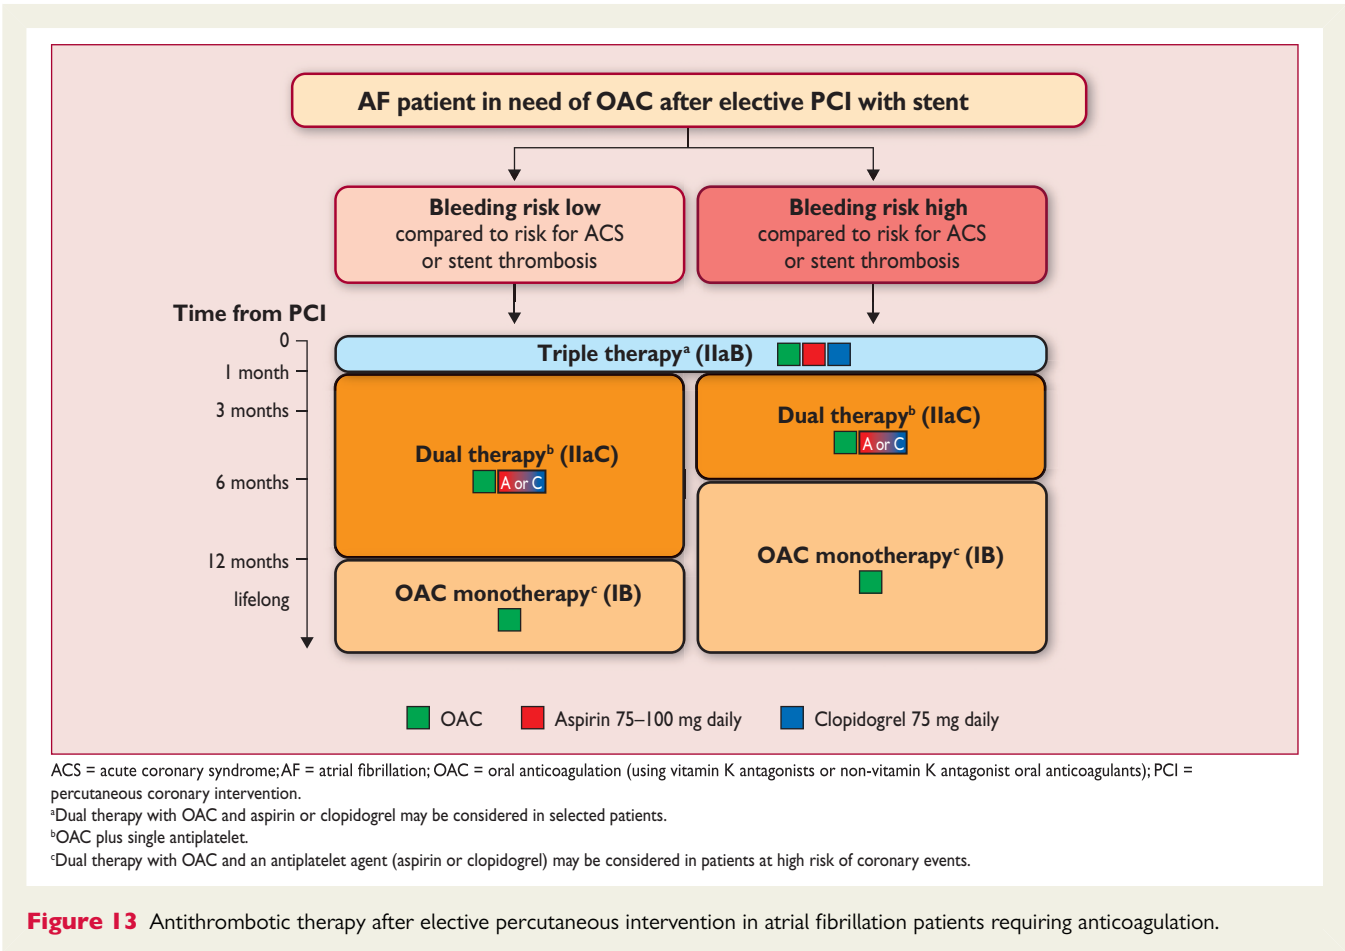 AF patient in need of OAC after elective PCI with stent
Bleeding risk low
compared to risk for ACS
or stent thrombosis
Bleeding risk high
compared to risk for ACS
or stent thrombosis
Time from PCI
0
1 month
3 months
6 months
12 months
lifelong
Triple therapyᵃ (IIaB)
Dual therapyᵇ (IIaC)
A or C
Dual therapyᵇ (IIaC)
A or C
OAC monotherapyᶜ (IB)
OAC monotherapyᶜ (IB)
OAC
Aspirin 75–100 mg daily
Clopidogrel 75 mg daily
ACS = acute coronary syndrome; AF = atrial fibrillation; OAC = oral anticoagulation (using vitamin K antagonists or non-vitamin K antagonist oral anticoagulants); PCI =
percutaneous coronary intervention.
ᵃDual therapy with OAC and aspirin or clopidogrel may be considered in selected patients.
ᵇOAC plus single antiplatelet.
ᶜDual therapy with OAC and an antiplatelet agent (aspirin or clopidogrel) may be considered in patients at high risk of coronary events.
Figure 13 Antithrombotic therapy after elective percutaneous intervention in atrial fibrillation patients requiring anticoagulation.